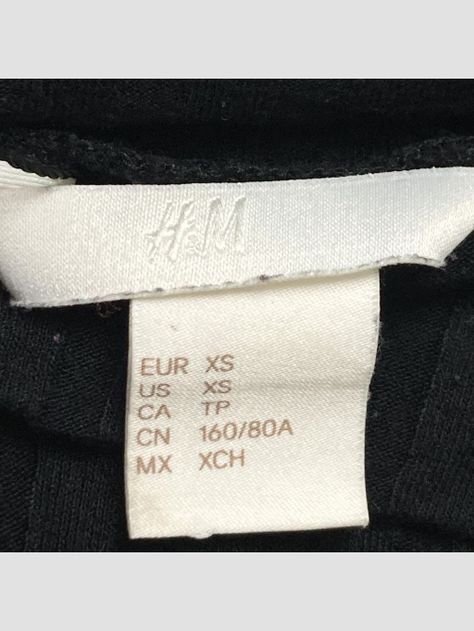 H&M
EUR XS
US XS
CA TP
CN 160/80A
MX XCH